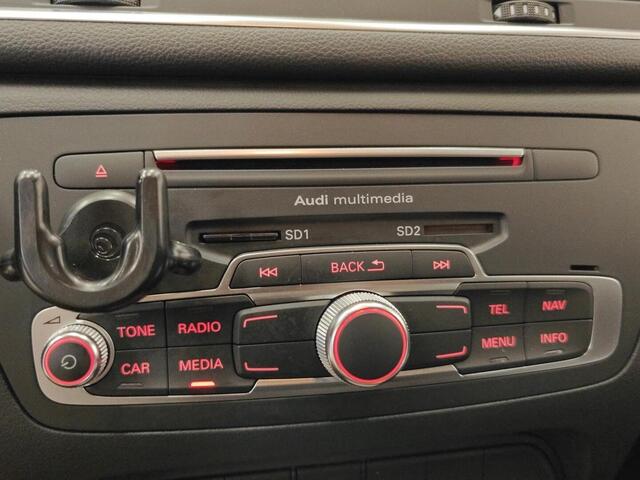 Audi multimedia
SD1
SD2
BACK
TONE
RADIO
TEL
NAV
CAR
MEDIA
MENU
INFO